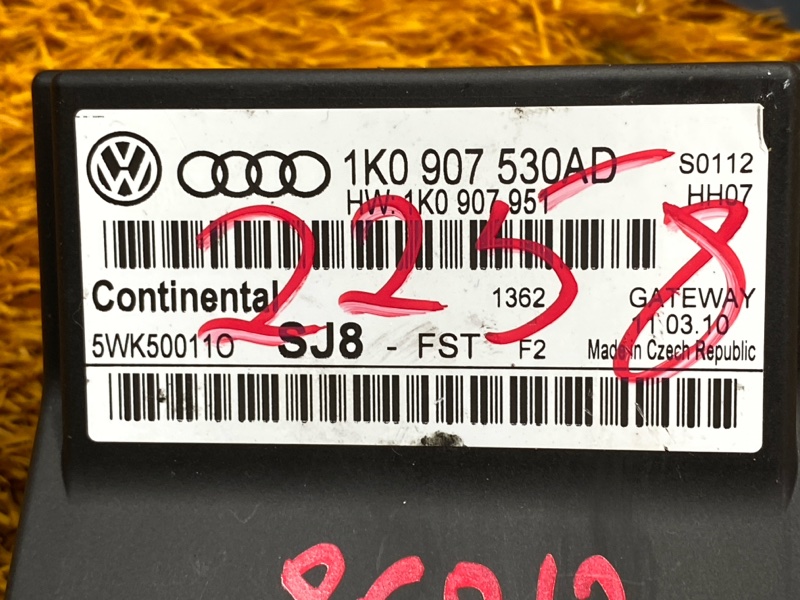 1K0 907 530AD S0112
HW: 1K0 907 951 HH07
2258
Continental 1362 GATEWAY
11.03.10
5WK50011O SJ8 - FST F2 Made in Czech Republic